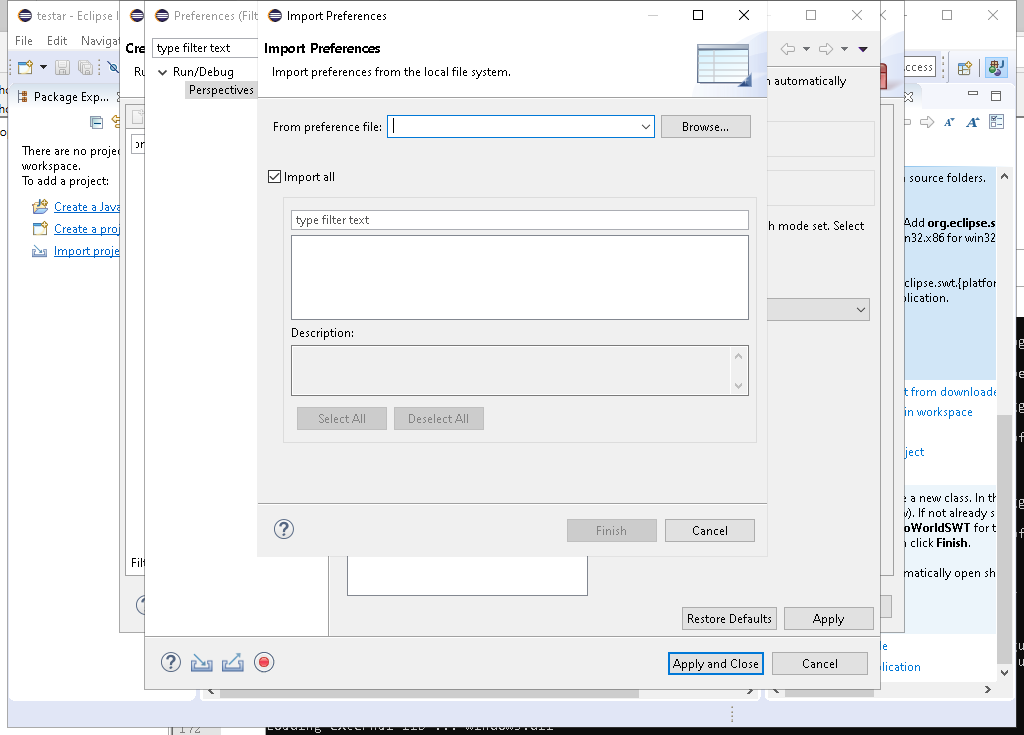 testar - Eclipse I
Preferences (Filt
Import Preferences
File Edit Navigat
Cre
type filter text
Import Preferences
Import preferences from the local file system.
Ru
Run/Debug
Perspectives
n automatically
ccess
Package Exp...
From preference file:
Browse...
There are no projec
workspace.
To add a project:
Create a Java
Create a proj
Import proje
Import all
type filter text
Description:
Select All
Deselect All
Finish
Cancel
h mode set. Select
source folders.
Add org.eclipse.s
n32.x86 for win32
clipse.swt.{platfor
plication.
t from downloade
in workspace
ject
e a new class. In th
v). If not already s
oWorldSWT for t
n click Finish.
matically open sh
le
plication
Filt
Restore Defaults
Apply
Apply and Close
Cancel
172
Loading external lib ... windows.dll